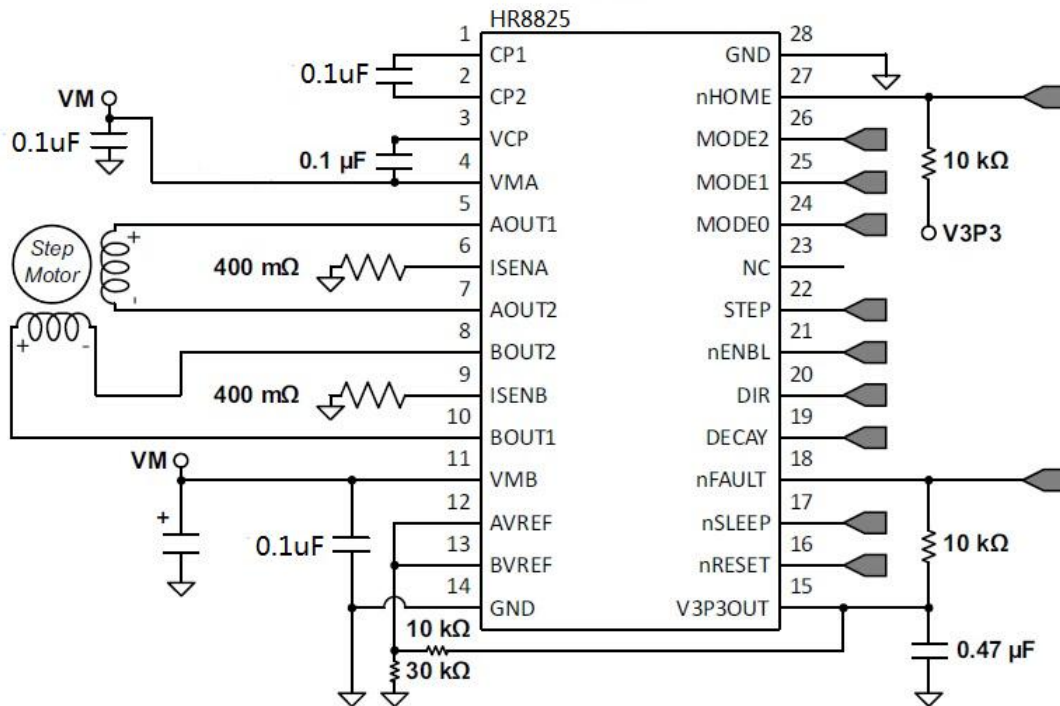 HR8825
1
28
CP1
GND
0.1uF
2
27
CP2
nHOME
VM
3
26
0.1uF
VCP
MODE2
0.1 µF
4
25
10 kΩ
VMA
MODE1
5
24
AOUT1
MODE0
V3P3
+
Step
Motor
6
23
400 mΩ
ISENA
NC
-
7
22
AOUT2
STEP
8
21
+
-
BOUT2
nENBL
9
20
400 mΩ
ISENB
DIR
10
19
BOUT1
DECAY
VM
11
18
VMB
nFAULT
+
12
17
AVREF
nSLEEP
0.1uF
10 kΩ
13
16
BVREF
nRESET
14
15
GND
V3P3OUT
10 kΩ
30 kΩ
0.47 µF